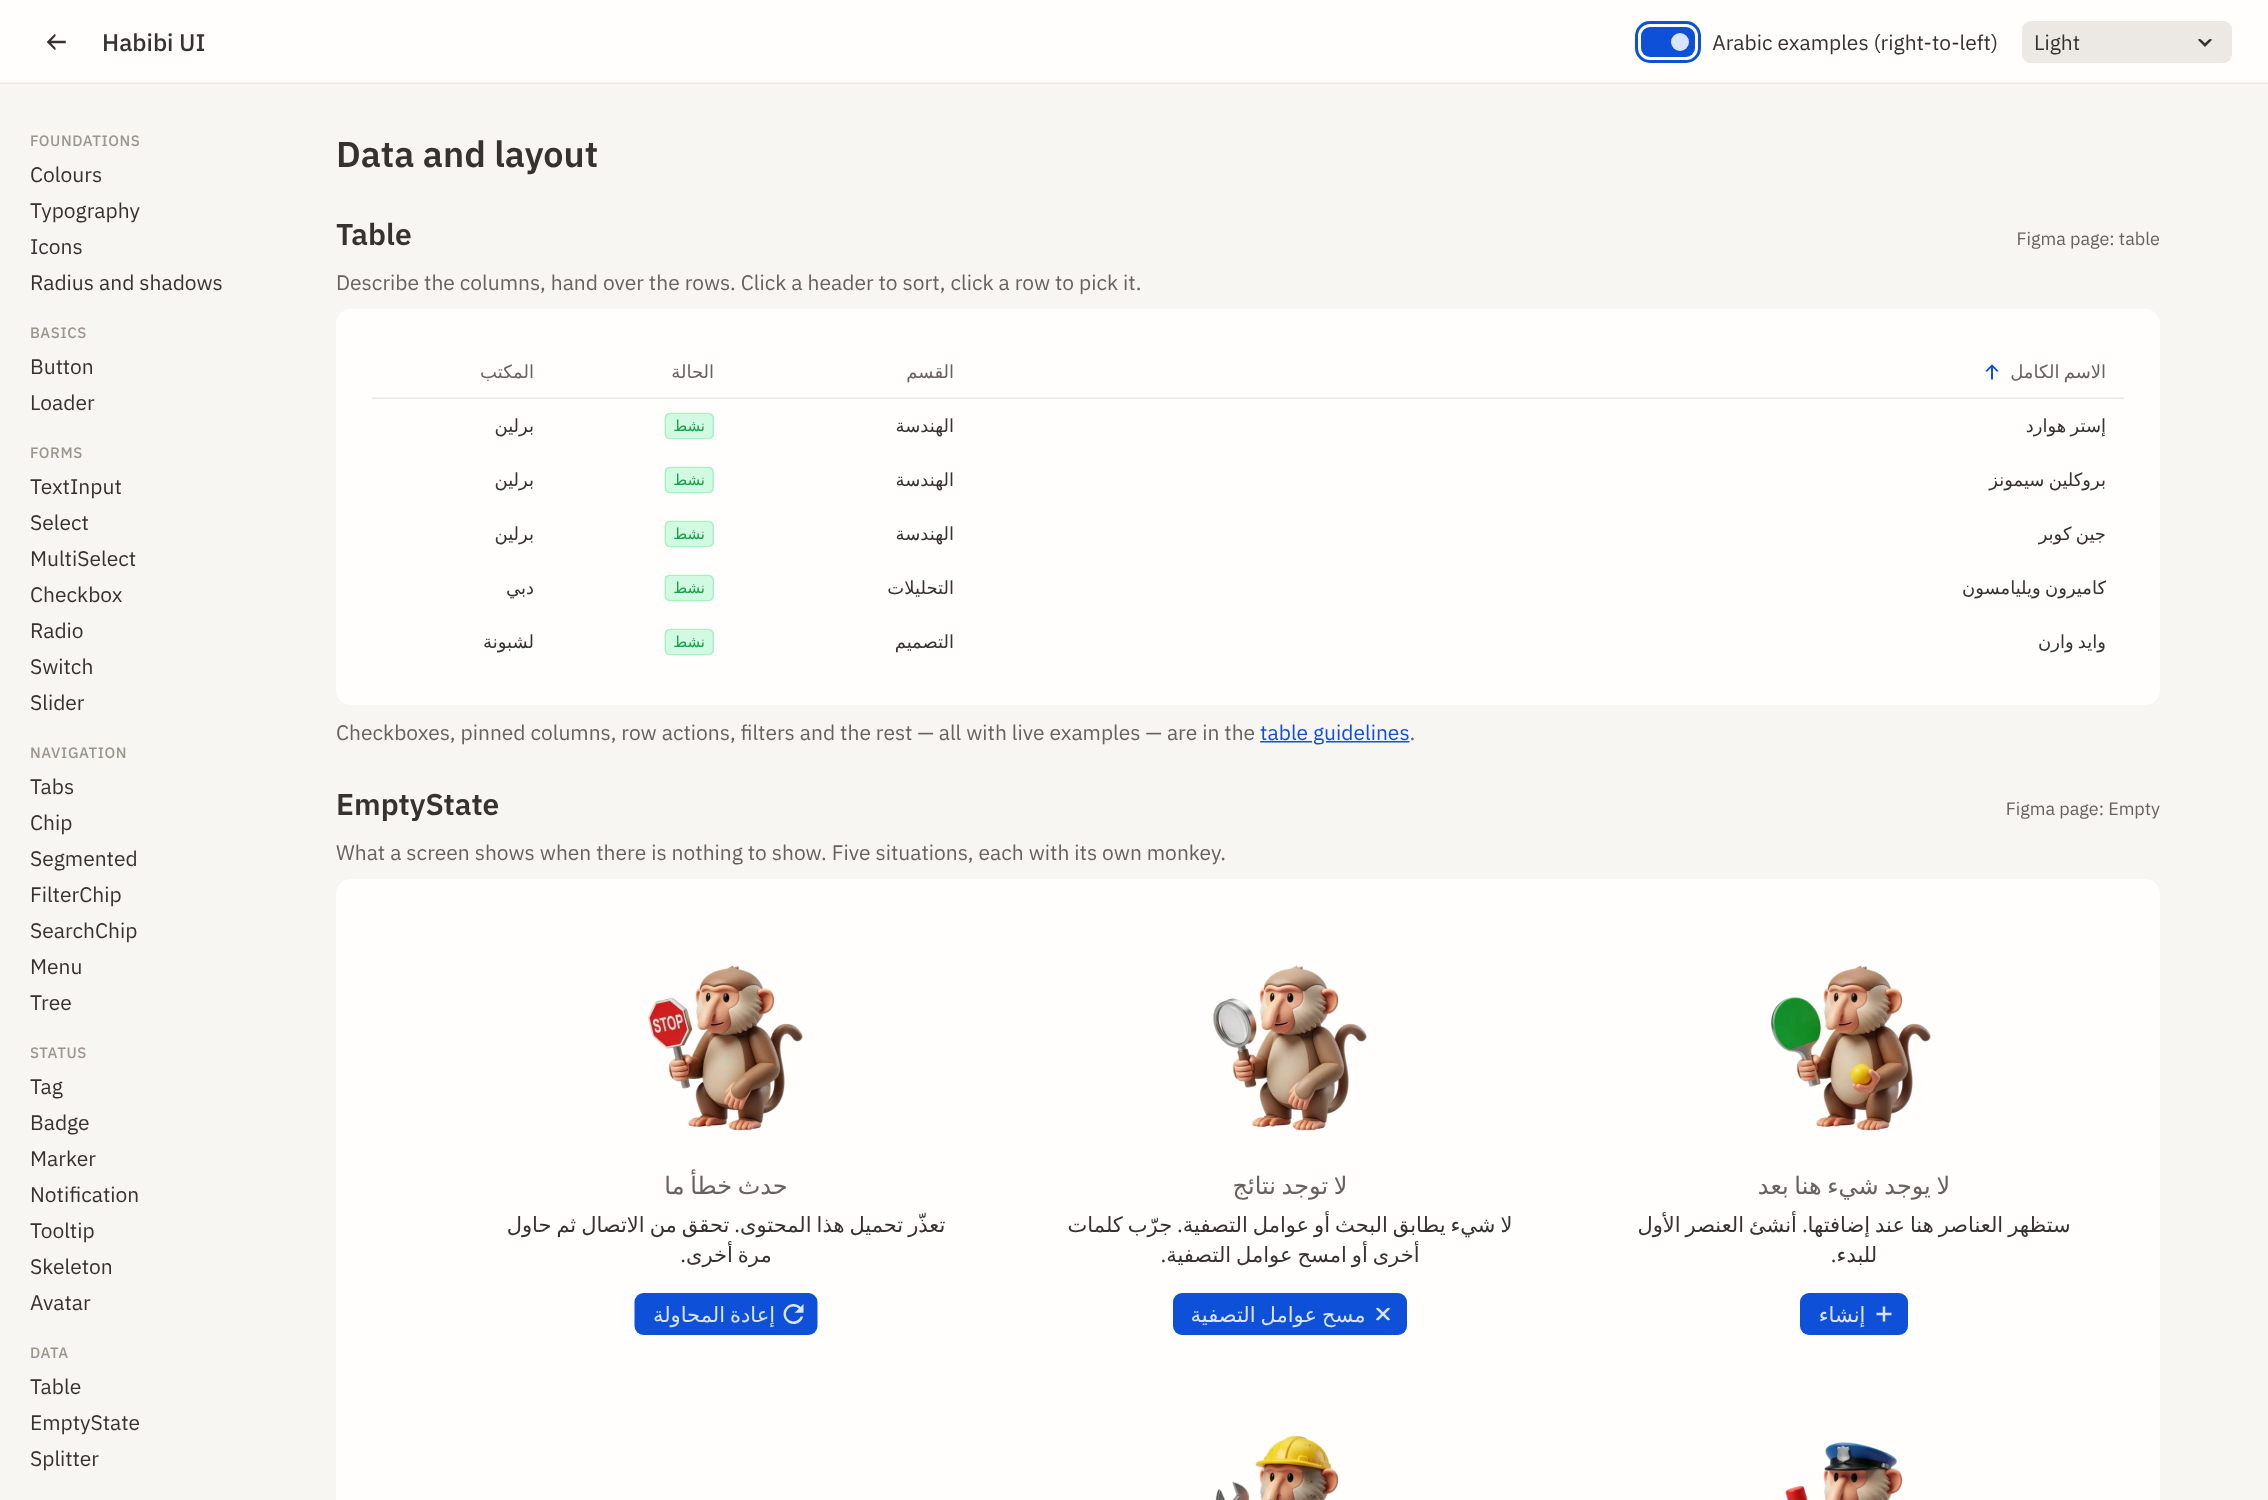 Habibi UI
Arabic examples (right-to-left)
Light
FOUNDATIONS
Colours
Typography
Icons
Radius and shadows
BASICS
Button
Loader
FORMS
TextInput
Select
MultiSelect
Checkbox
Radio
Switch
Slider
NAVIGATION
Tabs
Chip
Segmented
FilterChip
SearchChip
Menu
Tree
STATUS
Tag
Badge
Marker
Notification
Tooltip
Skeleton
Avatar
DATA
Table
EmptyState
Splitter
Data and layout
Table
Figma page: table
Describe the columns, hand over the rows. Click a header to sort, click a row to pick it.
الاسم الكامل القسم الحالة المكتب
إستر هوارد الهندسة نشط برلين
بروكلين سيمونز الهندسة نشط برلين
جين كوبر الهندسة نشط برلين
كاميرون ويليامسون التحليلات نشط دبي
وايد وارن التصميم نشط لشبونة
Checkboxes, pinned columns, row actions, filters and the rest — all with live examples — are in the table guidelines.
EmptyState
Figma page: Empty
What a screen shows when there is nothing to show. Five situations, each with its own monkey.
لا يوجد شيء هنا بعد
ستظهر العناصر هنا عند إضافتها. أنشئ العنصر الأول
للبدء.
إنشاء
لا توجد نتائج
لا شيء يطابق البحث أو عوامل التصفية. جرّب كلمات
أخرى أو امسح عوامل التصفية.
مسح عوامل التصفية
STOP
حدث خطأ ما
تعذّر تحميل هذا المحتوى. تحقق من الاتصال ثم حاول
مرة أخرى.
إعادة المحاولة